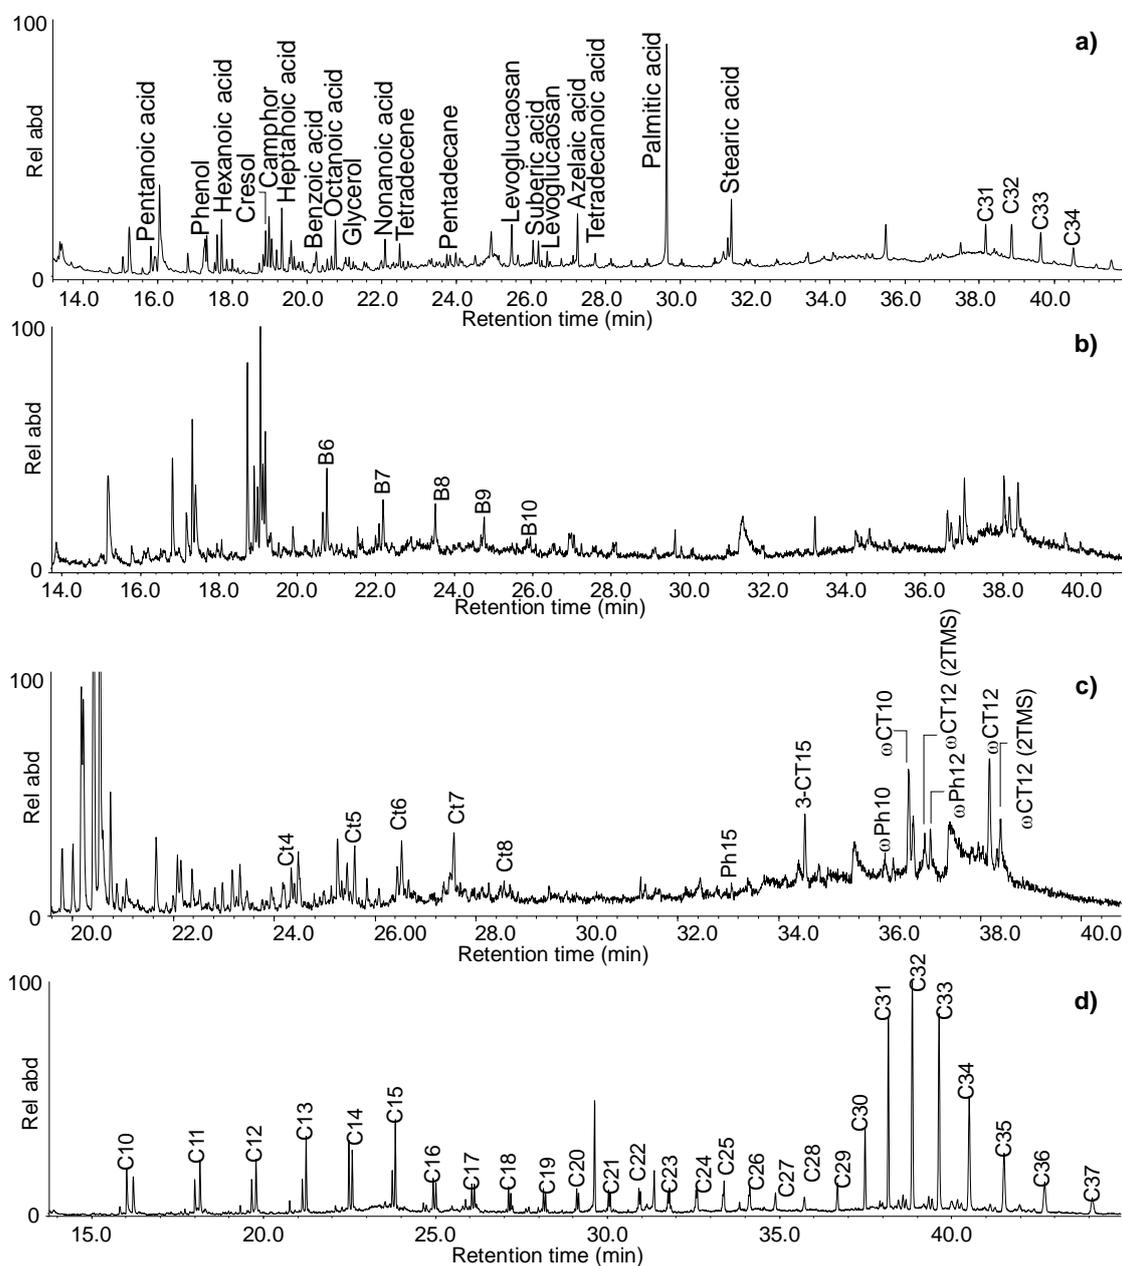 100
a)
Rel abd
0
Pentanoic acid
Phenol
Hexanoic acid
Cresol
Camphor
Heptanoic acid
Benzoic acid
Octanoic acid
Glycerol
Nonanoic acid
Tetradecene
Pentadecane
Levoglucaosan
Suberic acid
Levoglucaosan
Azelaic acid
Tetradecanoic acid
Palmitic acid
Stearic acid
C31
C32
C33
C34
14.0 16.0 18.0 20.0 22.0 24.0 26.0 28.0 30.0 32.0 34.0 36.0 38.0 40.0
Retention time (min)
100
b)
Rel abd
0
B6
B7
B8
B9
B10
14.0 16.0 18.0 20.0 22.0 24.0 26.0 28.0 30.0 32.0 34.0 36.0 38.0 40.0
Retention time (min)
100
c)
Rel abd
0
Ct4
Ct5
Ct6
Ct7
Ct8
Ph15
3-CT15
ωPh10
ωCT10
ωCT12 (2TMS)
ωPh12
ωCT12
ωCT12 (2TMS)
20.0 22.0 24.0 26.00 28.0 30.0 32.0 34.0 36.0 38.0 40.0
Retention time (min)
100
d)
Rel abd
0
C10
C11
C12
C13
C14
C15
C16
C17
C18
C19
C20
C21
C22
C23
C24
C25
C26
C27
C28
C29
C30
C31
C32
C33
C34
C35
C36
C37
15.0 20.0 25.0 30.0 35.0 40.0
Retention time (min)